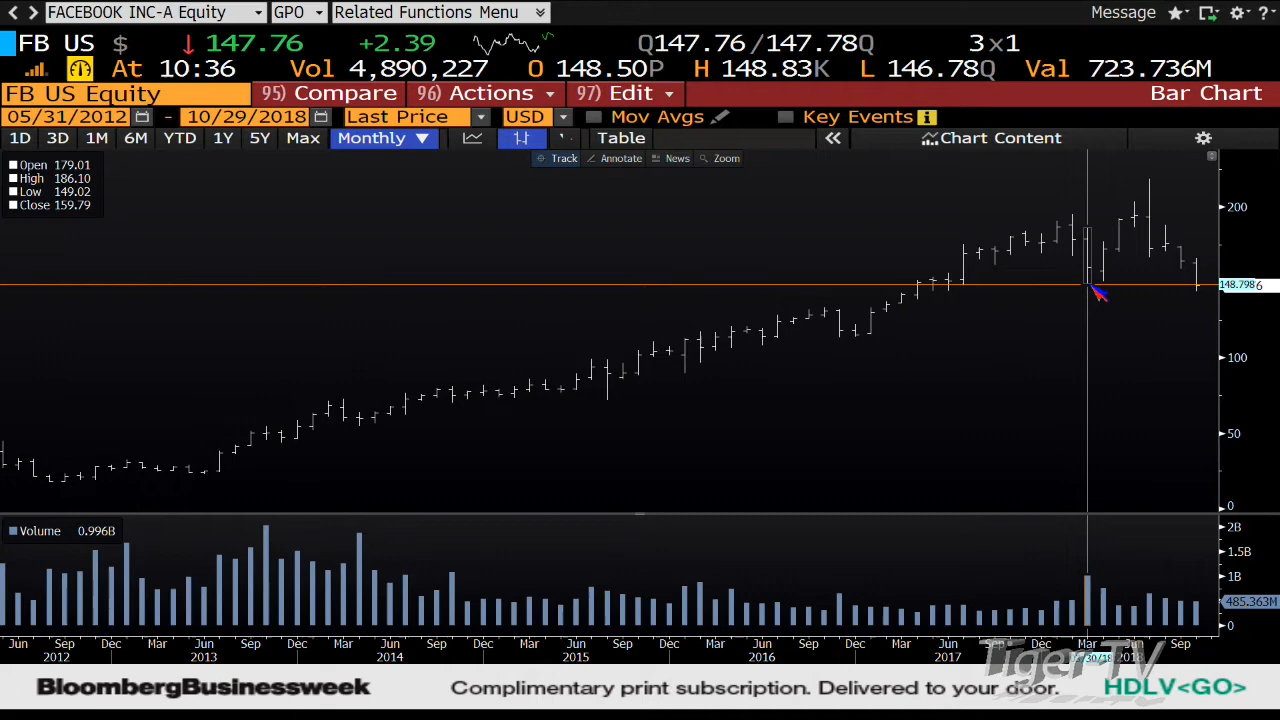 FACEBOOK INC-A Equity GPO Related Functions Menu Message
FB US $ 147.76 +2.39 Q147.76/147.78Q 3x1
At 10:36 Vol 4,890,227 O 148.50P H 148.83K L 146.78Q Val 723.736M
FB US Equity 95) Compare 96) Actions 97) Edit Bar Chart
05/31/2012 - 10/29/2018 Last Price USD Mov Avgs Key Events
1D 3D 1M 6M YTD 1Y 5Y Max Monthly Table Chart Content
Track Annotate News Zoom
Open 179.01
High 186.10
Low 149.02
Close 159.79
200
148.798
100
50
0
Volume 0.996B
2B
1.5B
1B
485.363M
0
Jun Sep Dec Mar Jun Sep Dec Mar Jun Sep Dec Mar Jun Sep Dec Mar Jun Sep Dec Mar Jun Sep Dec Mar Jun Sep
2012 2013 2014 2015 2016 2017 2018
Tiger-TV
BloombergBusinessweek Complimentary print subscription. Delivered to your door. HDLV<GO>